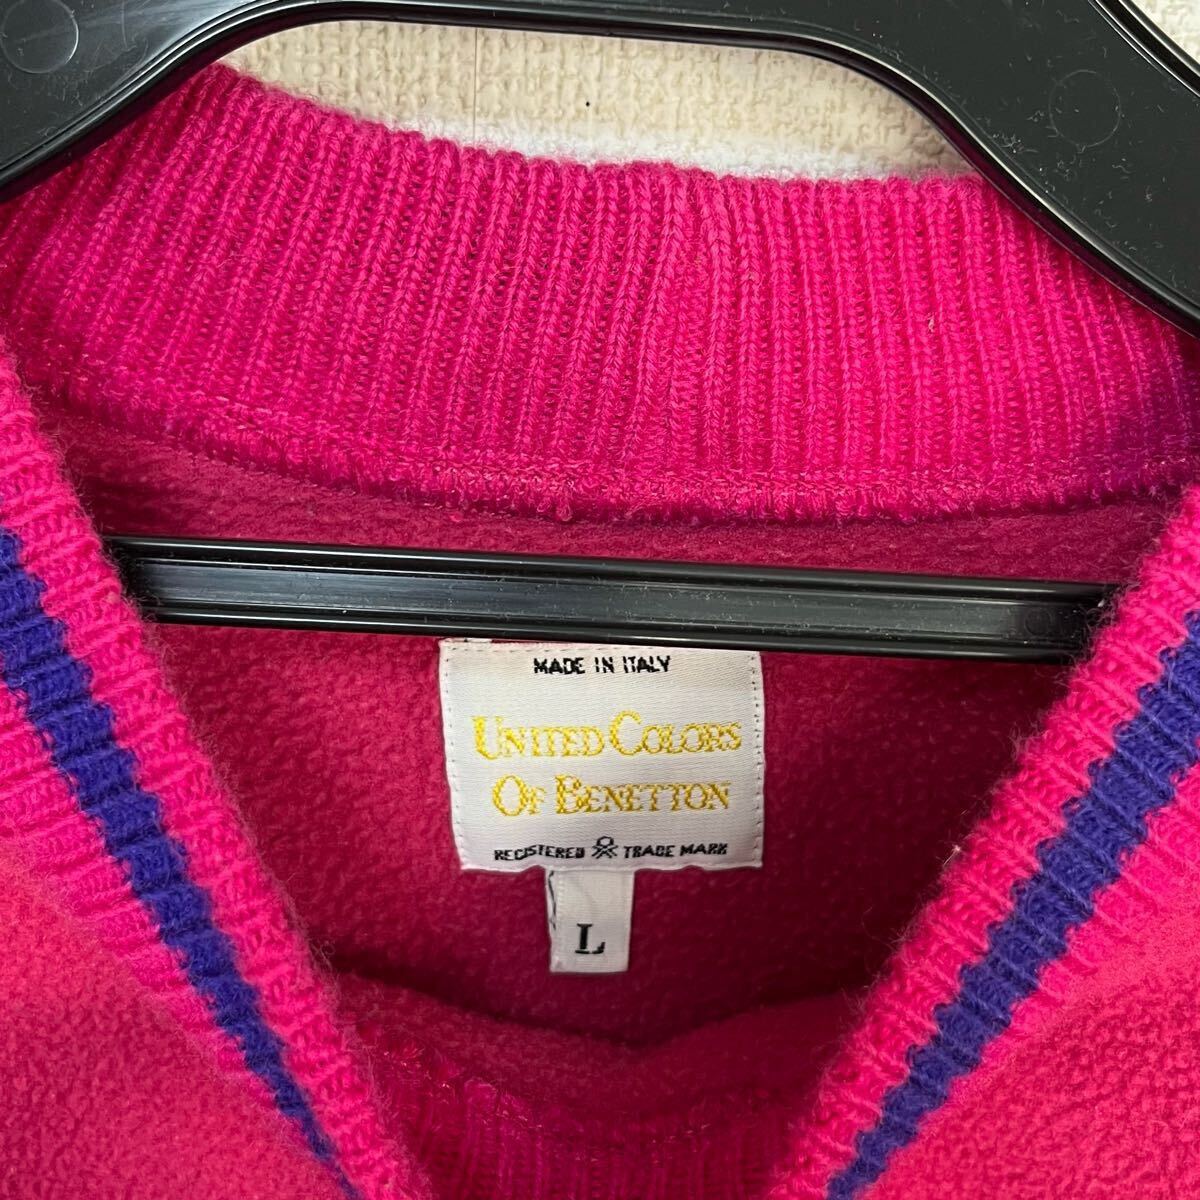 MADE IN ITALY
UNITED COLORS
OF BENETTON
REGISTERED TRADE MARK
L